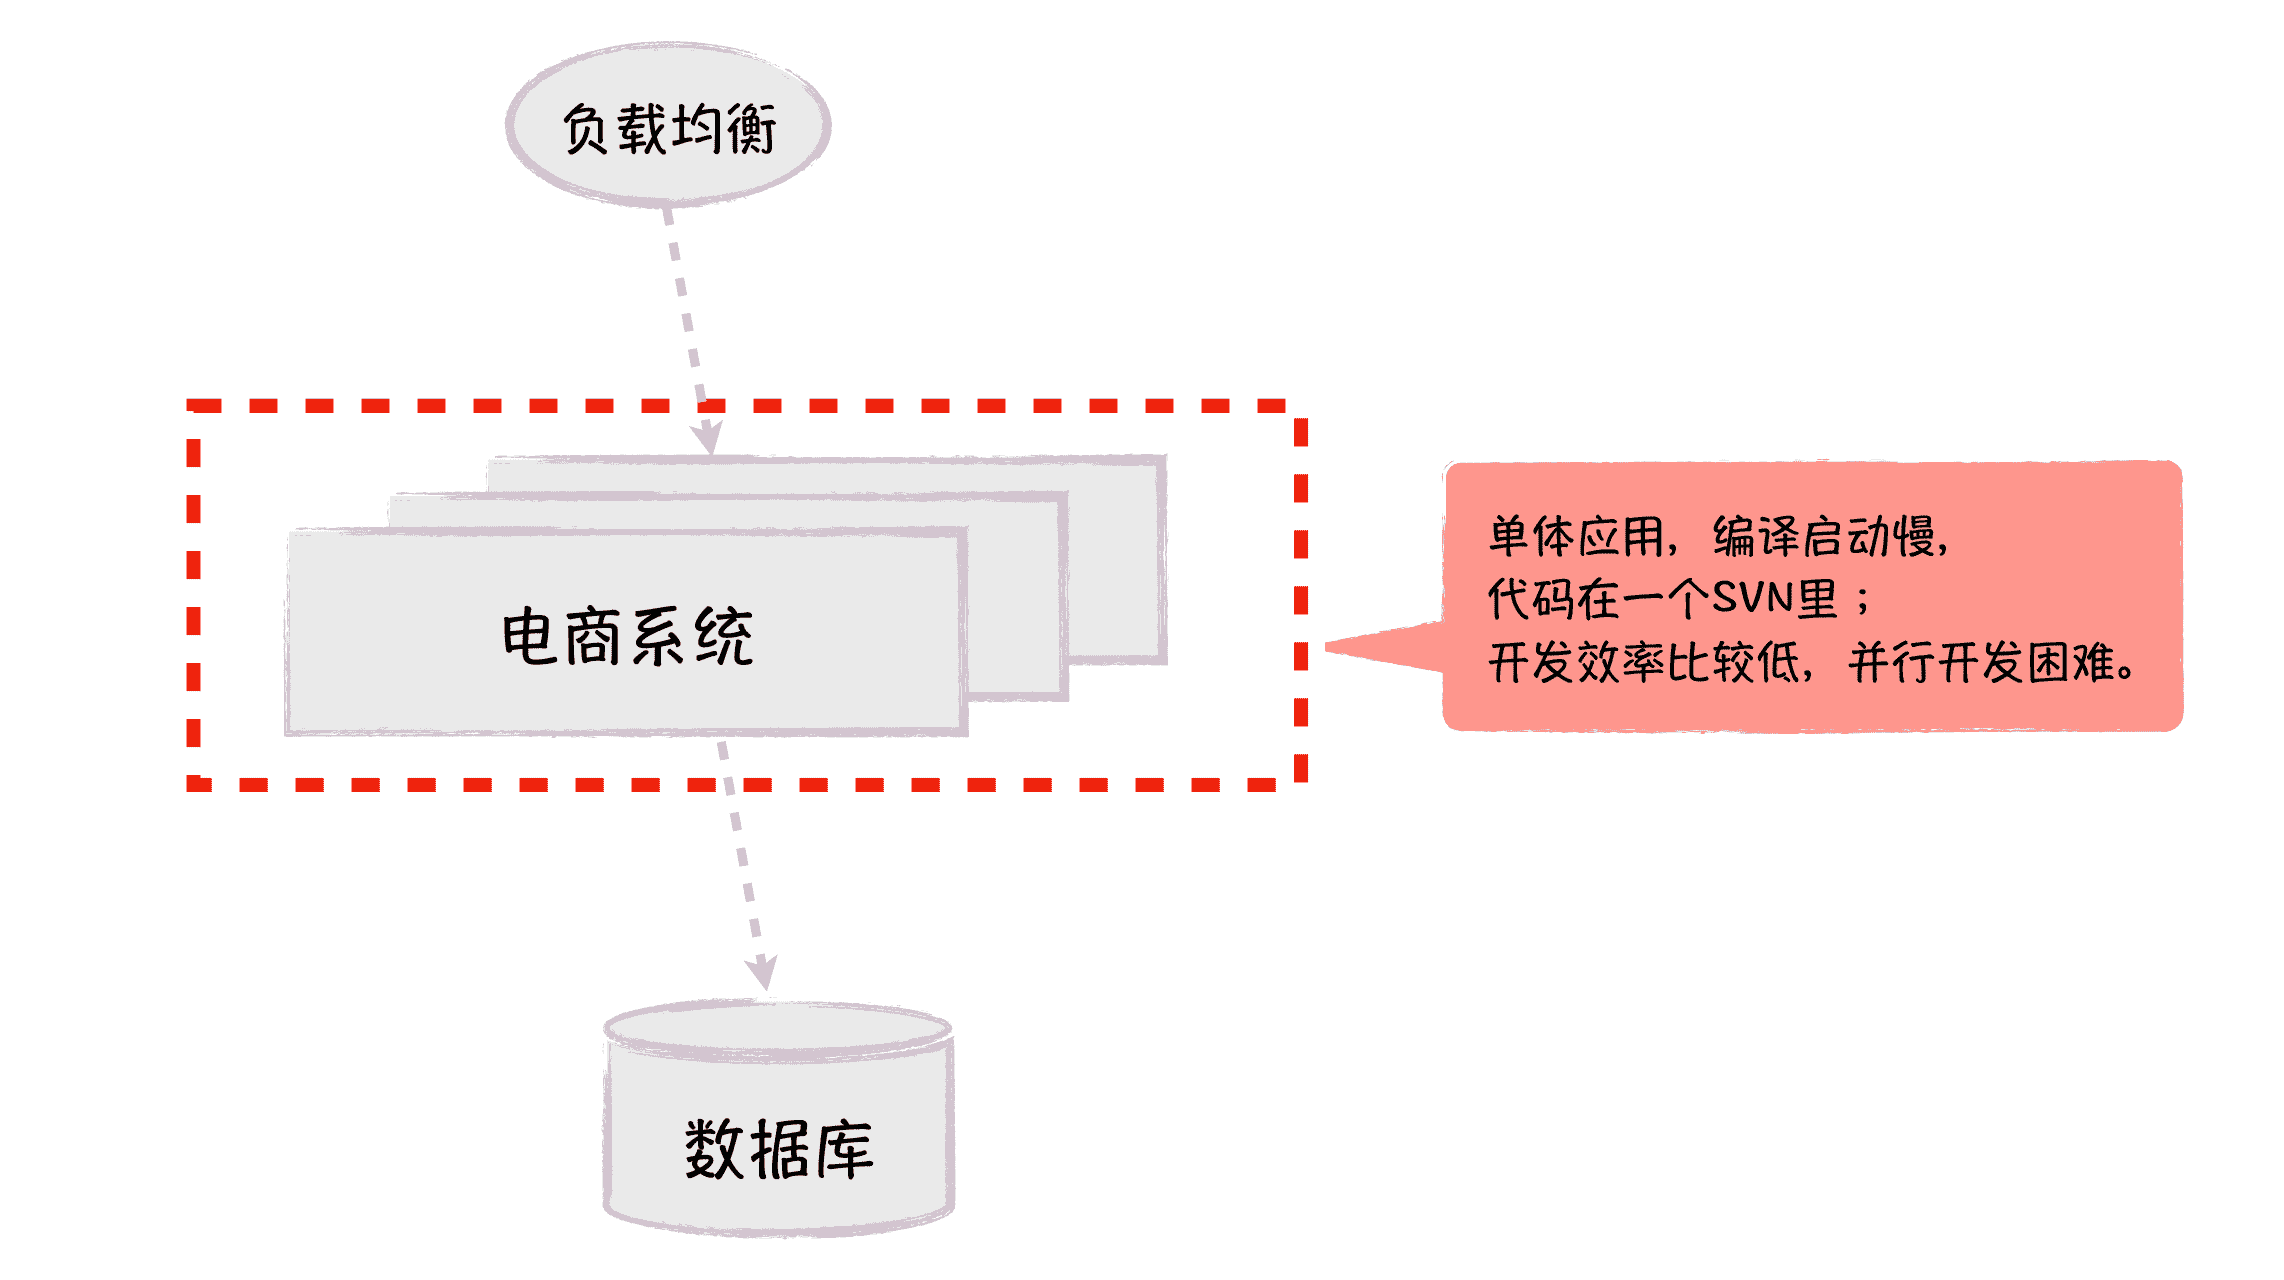 负载均衡
电商系统
单体应用，编译启动慢，
代码在一个SVN里；
开发效率比较低，并行开发困难。
数据库